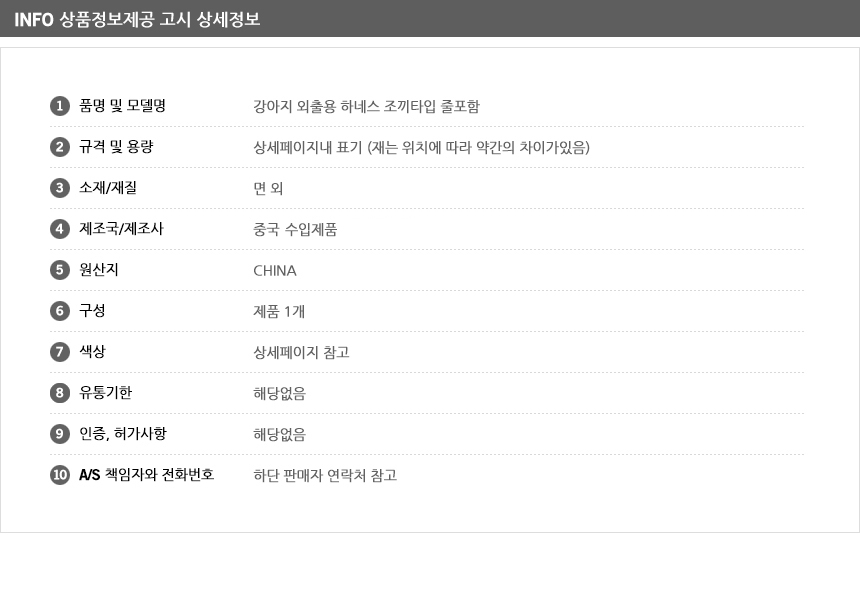 INFO 상품정보제공 고시 상세정보
1 품명 및 모델명 강아지 외출용 하네스 조끼타입 줄포함
2 규격 및 용량 상세페이지내 표기 (재는 위치에 따라 약간의 차이가있음)
3 소재/재질 면 외
4 제조국/제조사 중국 수입제품
5 원산지 CHINA
6 구성 제품 1개
7 색상 상세페이지 참고
8 유통기한 해당없음
9 인증, 허가사항 해당없음
10 A/S 책임자와 전화번호 하단 판매자 연락처 참고